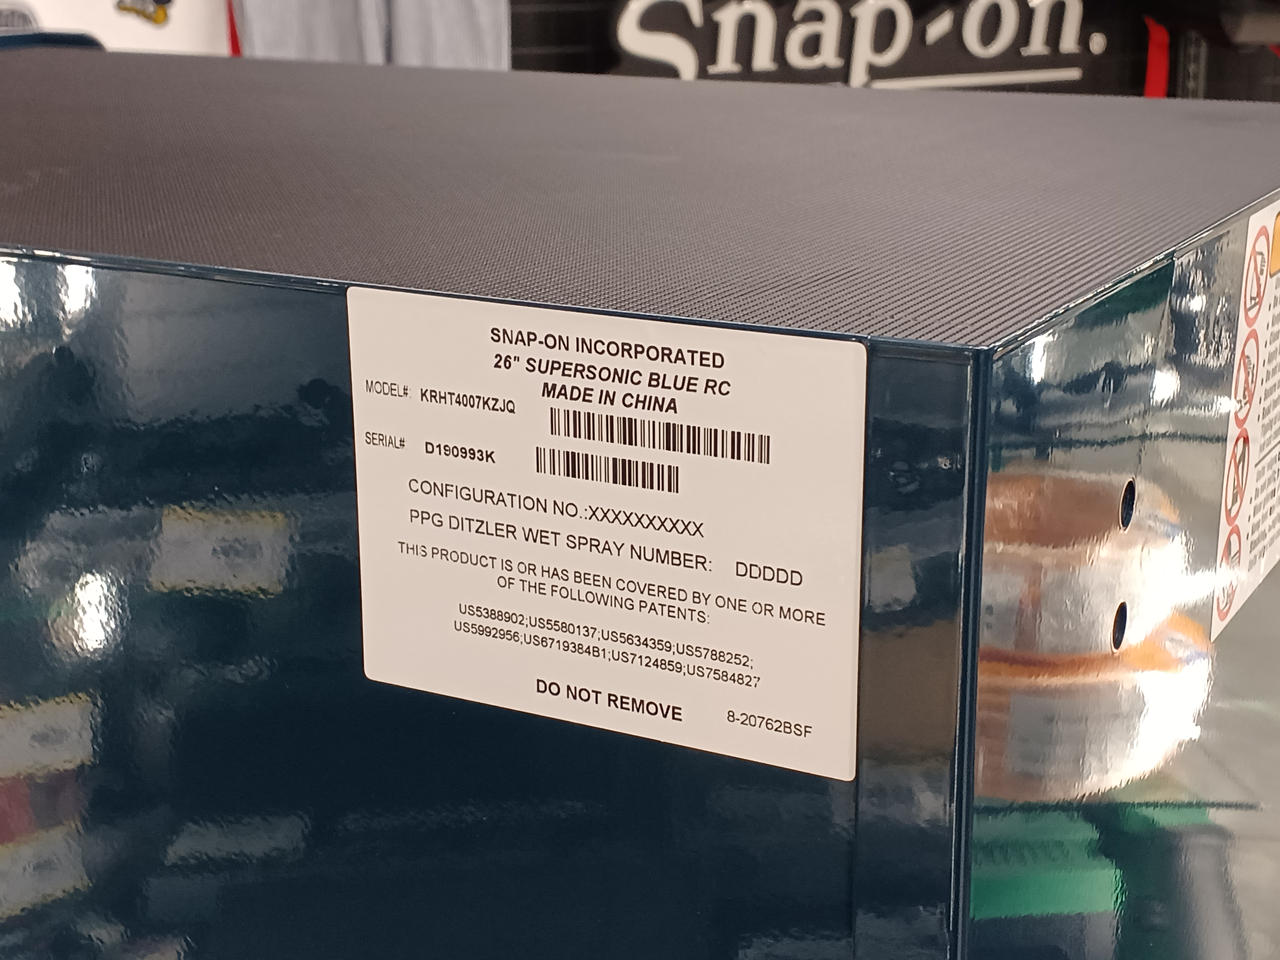 Snap-on.
SNAP-ON INCORPORATED
26" SUPERSONIC BLUE RC
MADE IN CHINA
MODEL#: KRHT4007KZJQ
SERIAL# D190993K
CONFIGURATION NO.:XXXXXXXXXX
PPG DITZLER WET SPRAY NUMBER: DDDDD
THIS PRODUCT IS OR HAS BEEN COVERED BY ONE OR MORE
OF THE FOLLOWING PATENTS:
US5388902;US5580137;US5634359;US5788252;
US5992956;US6719384B1;US7124859;US7584827
DO NOT REMOVE 8-20762BSF